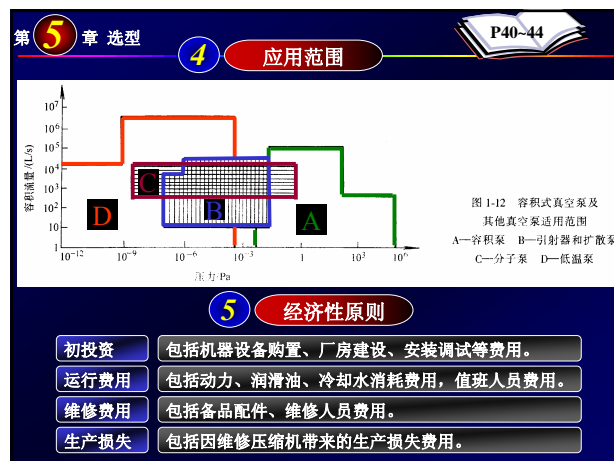 第5章 选型
P40~44
4 应用范围
容积流量/(L/s)
10⁷
10⁶
10⁵
10⁴
10³
10²
10
1
10⁻¹²
10⁻⁹
10⁻⁶
10⁻³
1
10³
10⁶
压力·Pa
A
B
C
D
图 1-12 容积式真空泵及
其他真空泵适用范围
A—容积泵 B—引射器和扩散泵
C—分子泵 D—低温泵
5 经济性原则
初投资 包括机器设备购置、厂房建设、安装调试等费用。
运行费用 包括动力、润滑油、冷却水消耗费用，值班人员费用。
维修费用 包括备品配件、维修人员费用。
生产损失 包括因维修压缩机带来的生产损失费用。